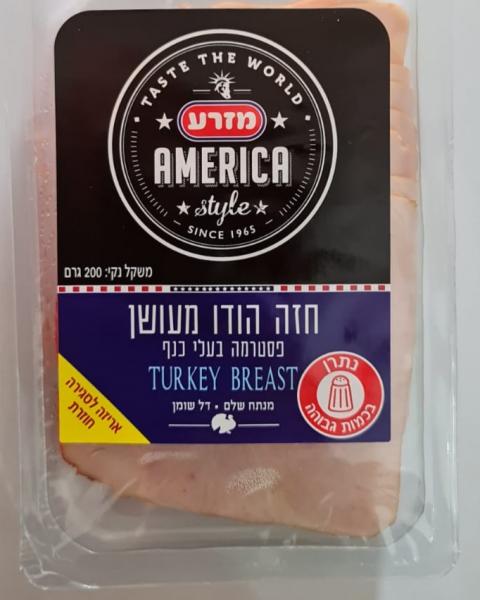 TASTE THE WORLD
מזרע
AMERICA
style
SINCE 1965
משקל נקי: 200 גרם
חזה הודו מעושן
פסטרמה בעלי כנף
TURKEY BREAST
מנתח שלם • דל שומן
נתרן
בכמות גבוהה
אריזה לסגירה
חוזרת